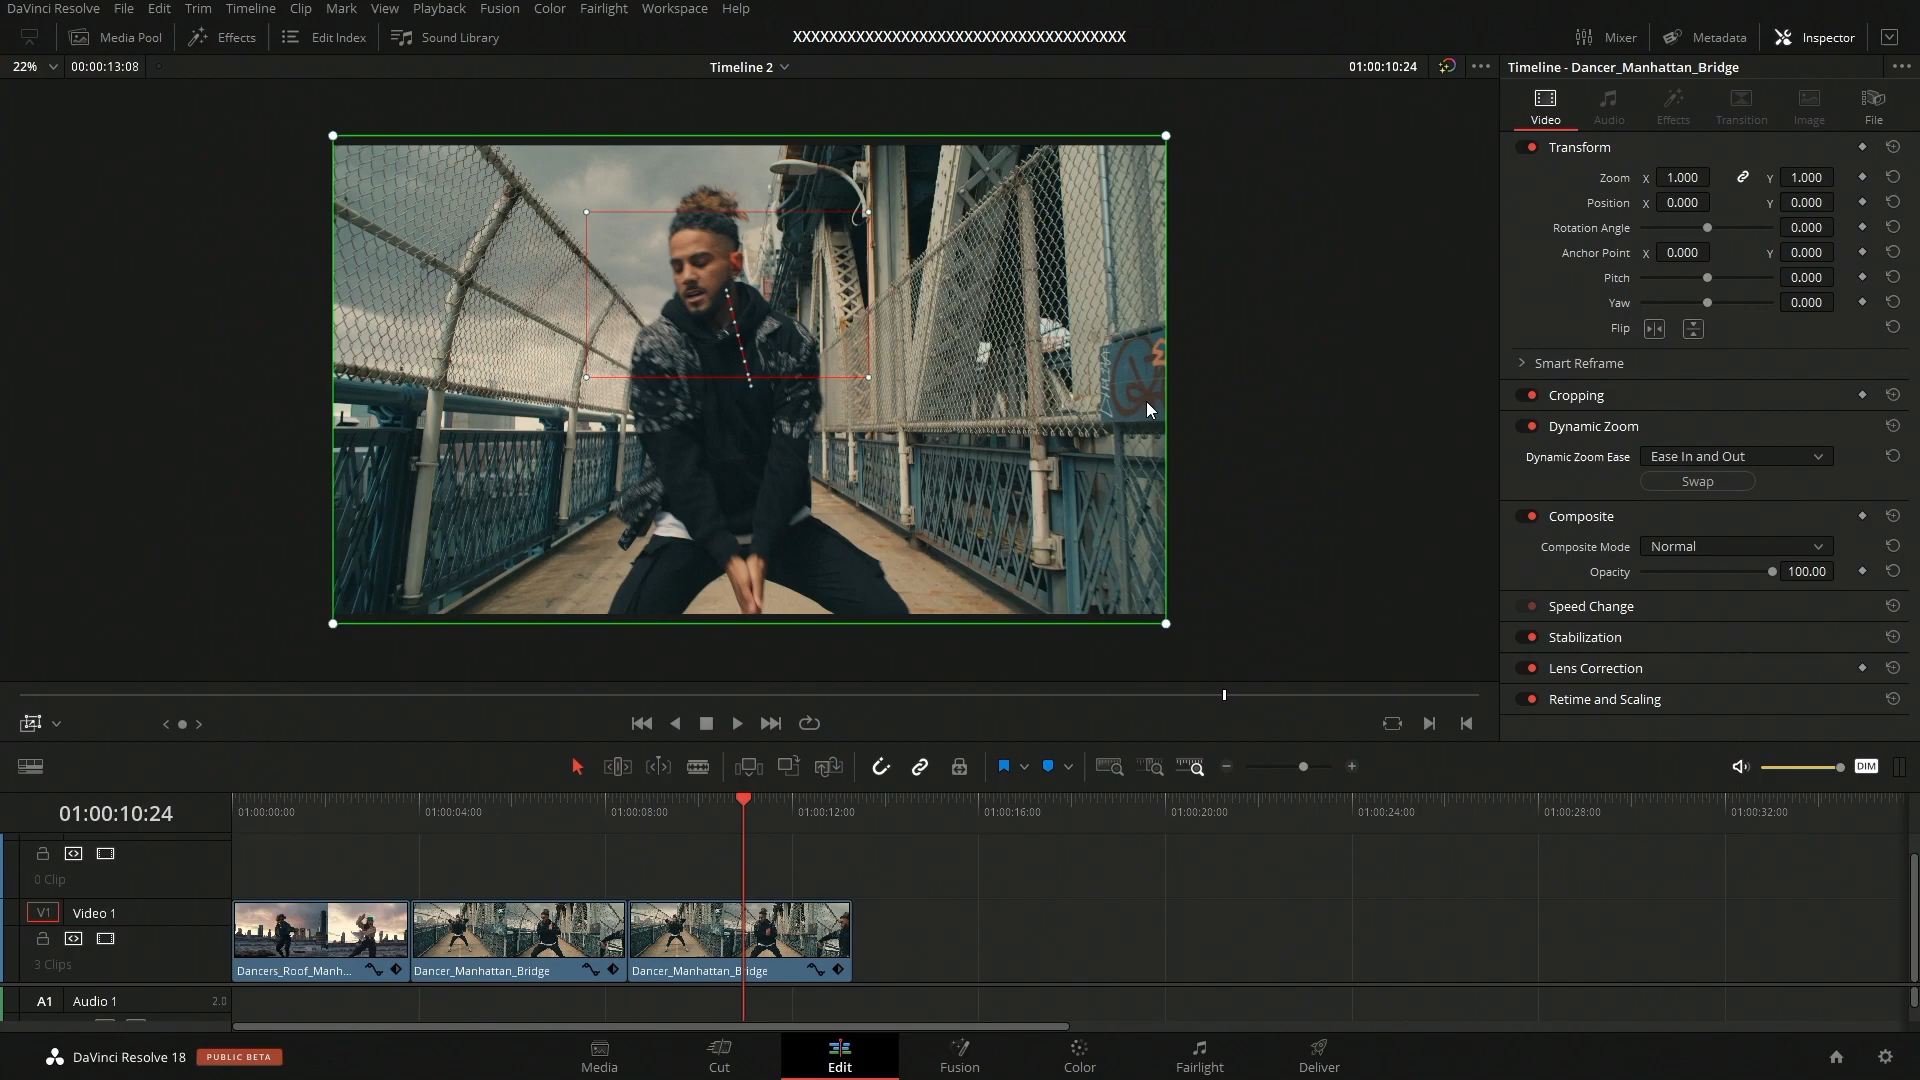 DaVinci Resolve File Edit Trim Timeline Clip Mark View Playback Fusion Color Fairlight Workspace Help
Media Pool Effects Edit Index Sound Library XXXXXXXXXXXXXXXXXXXXXXXXXXXXXXXXXXXXX Mixer Metadata Inspector
22% 00:00:13:08 Timeline 2 01:00:10:24 Timeline - Dancer_Manhattan_Bridge
Video Audio Effects Transition Image File
Transform
Zoom X 1.000 Y 1.000
Position X 0.000 Y 0.000
Rotation Angle 0.000
Anchor Point X 0.000 Y 0.000
Pitch 0.000
Yaw 0.000
Flip
Smart Reframe
Cropping
Dynamic Zoom
Dynamic Zoom Ease Ease In and Out
Swap
Composite
Composite Mode Normal
Opacity 100.00
Speed Change
Stabilization
Lens Correction
Retime and Scaling
DIM
01:00:10:24 01:00:00:00 01:00:04:00 01:00:08:00 01:00:12:00 01:00:16:00 01:00:20:00 01:00:24:00 01:00:28:00 01:00:32:00
0 Clip
V1 Video 1
3 Clips
Dancers_Roof_Manh... Dancer_Manhattan_Bridge Dancer_Manhattan_Bridge
A1 Audio 1 2.0
DaVinci Resolve 18 PUBLIC BETA Media Cut Edit Fusion Color Fairlight Deliver